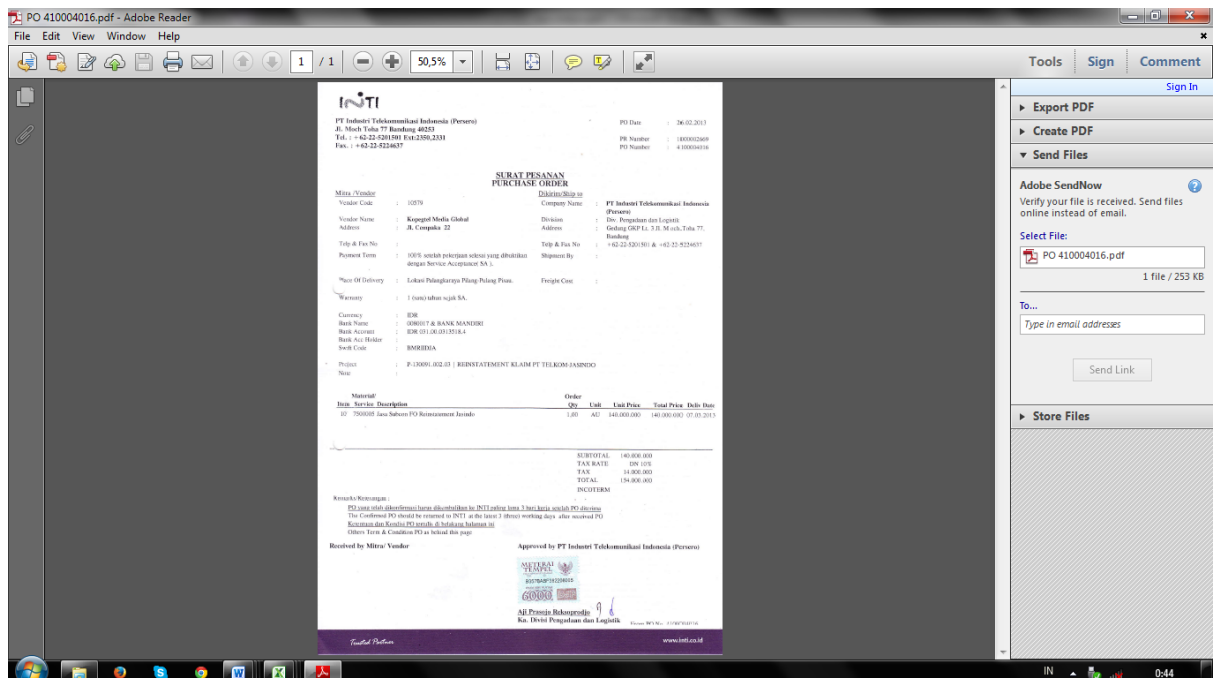 PO 410004016.pdf - Adobe Reader
File Edit View Window Help
1 / 1 50,5% Tools Sign Comment
Sign In
Export PDF
Create PDF
Send Files
Adobe SendNow
Verify your file is received. Send files
online instead of email.
Select File:
PO 410004016.pdf
1 file / 253 KB
To...
Type in email addresses
Send Link
Store Files
INTI
PT Industri Telekomunikasi Indonesia (Persero)
Jl. Moch Toha 77 Bandung 40253
Tel. : +62-22-5201501 Ext:2350,2331
Fax. : +62-22-5224637
PO Date : 26.02.2013
PR Number : 1000002669
PO Number : 4100004016
SURAT PESANAN
PURCHASE ORDER
Mitra /Vendor
Vendor Code : 10579
Vendor Name : Kopegtel Media Global
Address : Jl. Cempaka 22
Telp & Fax No :
Payment Term : 100% setelah pekerjaan selesai yang dibuktikan
dengan Service Acceptance( SA ).
Place Of Delivery : Lokasi Palangkaraya Pilang-Pulang Pisau.
Warranty : 1 (satu) tahun sejak SA.
Currency : IDR
Bank Name : 0080017 & BANK MANDIRI
Bank Account : IDR 031.00.0313518.4
Bank Acc Holder :
Swift Code : BMRIIDJA
Project : P-130091.002.03 | REINSTATEMENT KLAIM PT TELKOM-JASINDO
Note :
Dikirim/Ship to
Company Name : PT Industri Telekomunikasi Indonesia
(Persero)
Division : Div. Pengadaan dan Logistik
Address : Gedung GKP Lt. 3 Jl. Moch.Toha 77.
Bandung
Telp & Fax No : +62-22-5201501 & +62-22-5224637
Shipment By :
Freight Cost :
Material/ Order
Item Service Description Qty Unit Unit Price Total Price Deliv Date
10 7500085 Jasa Saburo FO Reinstatement Jasindo 1,00 AU 140.000.000 140.000.000 07.03.2013
SUBTOTAL 140.000.000
TAX RATE DN 10%
TAX 14.000.000
TOTAL 154.000.000
INCOTERM
Remarks/Keterangan :
PO yang telah dikonfirmasi harus dikembalikan ke INTI paling lama 3 hari kerja setelah PO diterima
The Confirmed PO should be returned to INTI at the latest 3 (three) working days after received PO
Ketentuan dan Kondisi PO tertulis di belakang halaman ini
Others Term & Condition PO as behind this page
Received by Mitra/ Vendor
Approved by PT Industri Telekomunikasi Indonesia (Persero)
METERAI
TEMPEL
6000
Aji Prasojo Reksoprodjo
Ka. Divisi Pengadaan dan Logistik
Trusted Partner
www.inti.co.id
IN 0:44